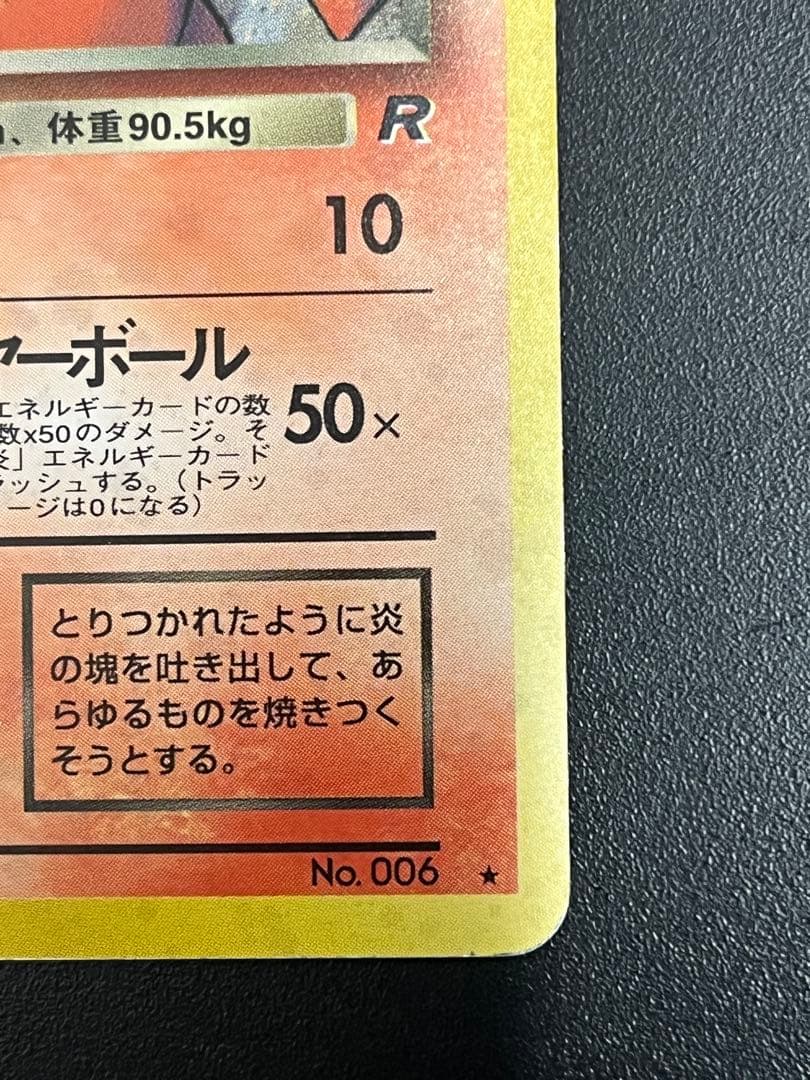 、体重90.5kg R
10
ヤーボール
エネルギーカードの数
数x50のダメージ。そ
炎」エネルギーカード
ラッシュする。（トラッ
ージは0になる）
50×
とりつかれたように炎
の塊を吐き出して、あ
らゆるものを焼きつく
そうとする。
No. 006 ★